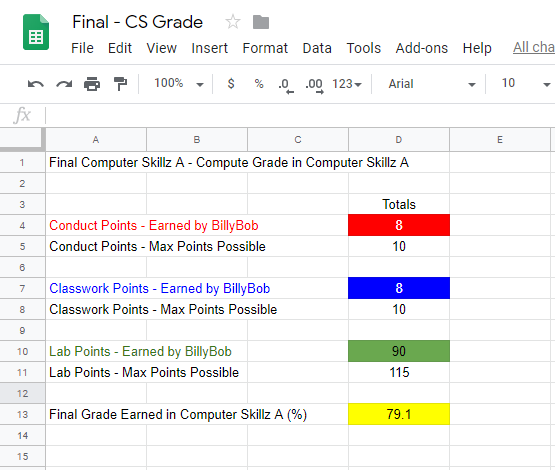 Final - CS Grade
File Edit View Insert Format Data Tools Add-ons Help All cha
100% $ % .0 .00 123 Arial 10
fx
A B C D E
1 Final Computer Skillz A - Compute Grade in Computer Skillz A
2
3 Totals
4 Conduct Points - Earned by BillyBob 8
5 Conduct Points - Max Points Possible 10
6
7 Classwork Points - Earned by BillyBob 8
8 Classwork Points - Max Points Possible 10
9
10 Lab Points - Earned by BillyBob 90
11 Lab Points - Max Points Possible 115
12
13 Final Grade Earned in Computer Skillz A (%) 79.1
14
15